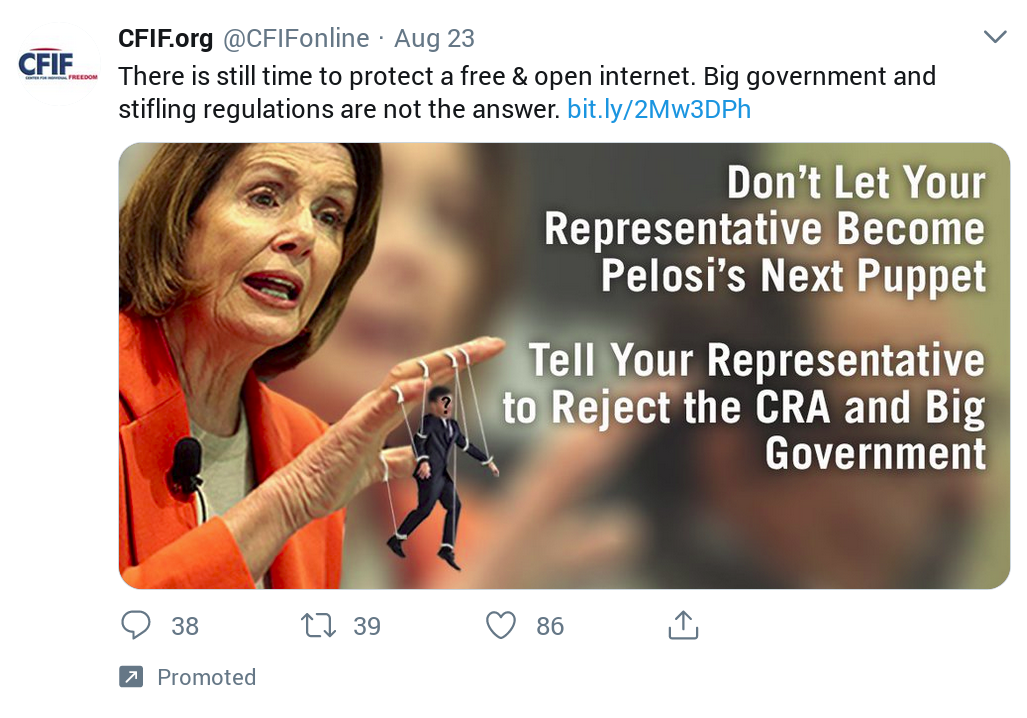 CFIF.org @CFIFonline · Aug 23
CFIF
CENTER FOR INDIVIDUAL FREEDOM
There is still time to protect a free & open internet. Big government and
stifling regulations are not the answer. bit.ly/2Mw3DPh
Don't Let Your
Representative Become
Pelosi's Next Puppet
Tell Your Representative
to Reject the CRA and Big
Government
?
38 39 86
Promoted